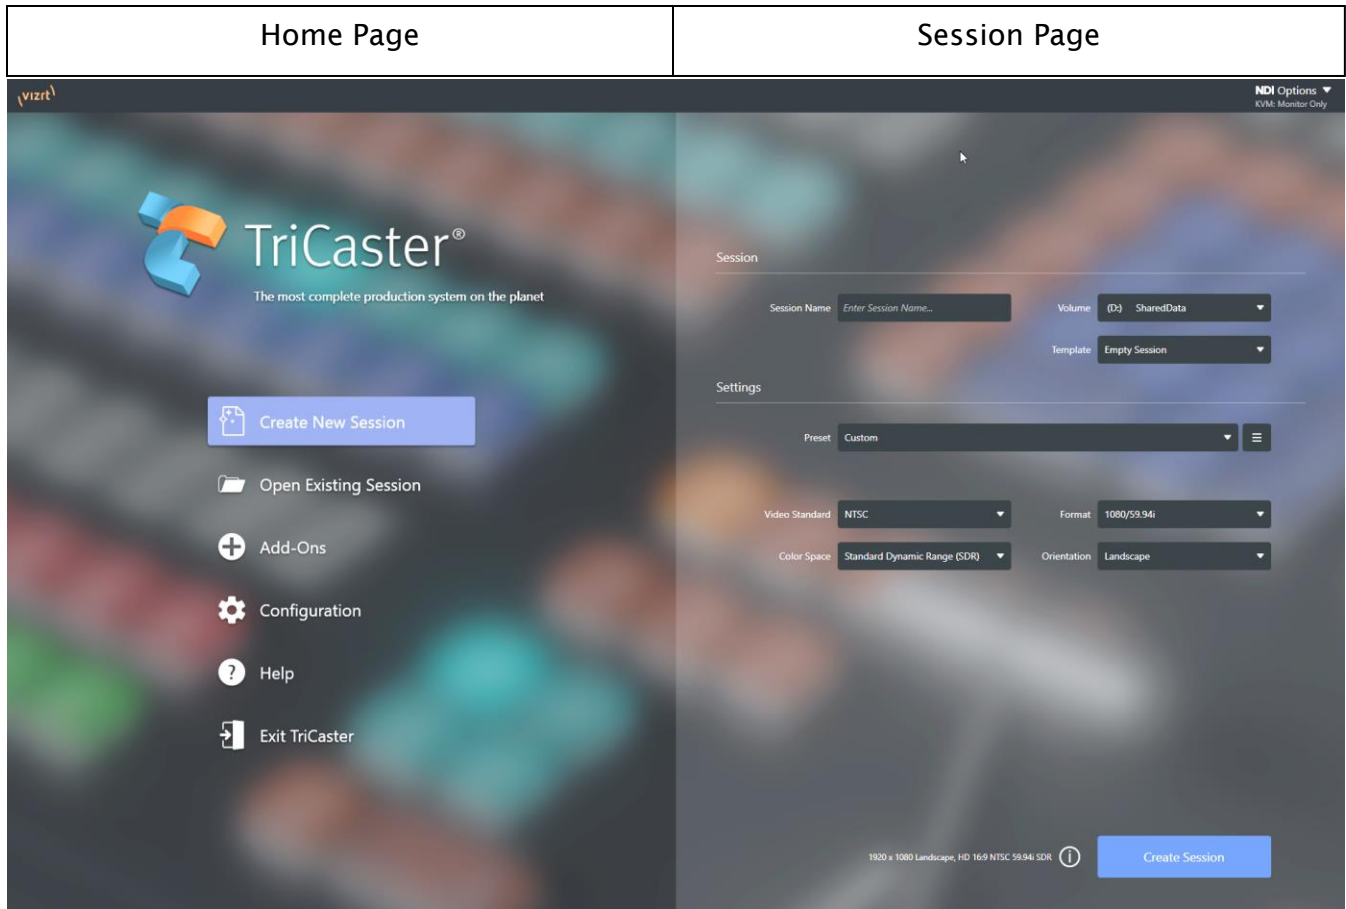 Home Page
Session Page
vizrt
NDI Options
KVM: Monitor Only
TriCaster®
The most complete production system on the planet
Create New Session
Open Existing Session
Add-Ons
Configuration
Help
Exit TriCaster
Session
Session Name Enter Session Name... Volume (D:) SharedData
Template Empty Session
Settings
Preset Custom
Video Standard NTSC Format 1080/59.94i
Color Space Standard Dynamic Range (SDR) Orientation Landscape
1920 x 1080 Landscape, HD 16:9 NTSC 59.94i SDR
Create Session